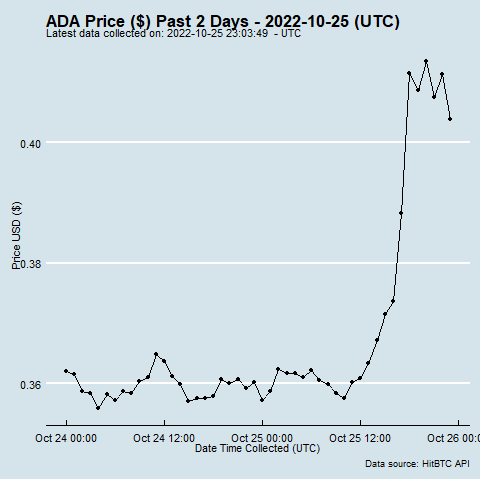 ADA Price ($) Past 2 Days - 2022-10-25 (UTC)
Latest data collected on: 2022-10-25 23:03:49 - UTC
0.40
0.38
0.36
Price USD ($)
Oct 24 00:00 Oct 24 12:00 Oct 25 00:00 Oct 25 12:00 Oct 26 00:00
Date Time Collected (UTC)
Data source: HitBTC API